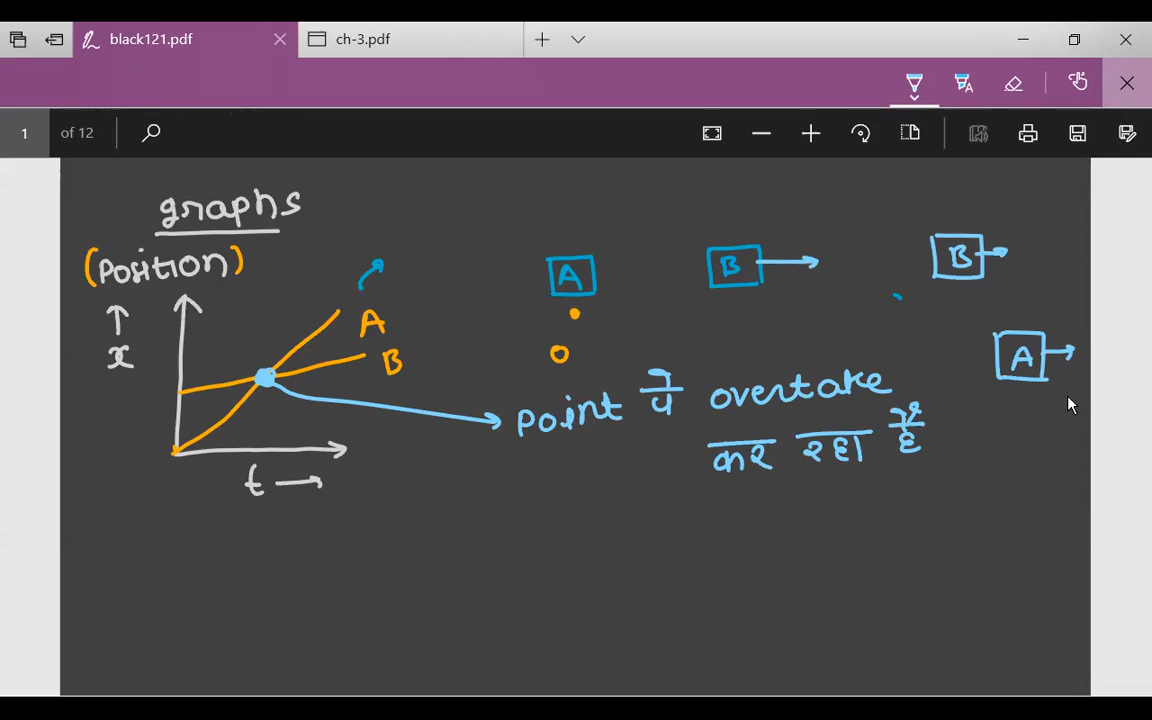 black121.pdf
ch-3.pdf
1 of 12
graphs
(Position)
x
A
B
t
A
B
B
A
point पे overtake
कर रहा है